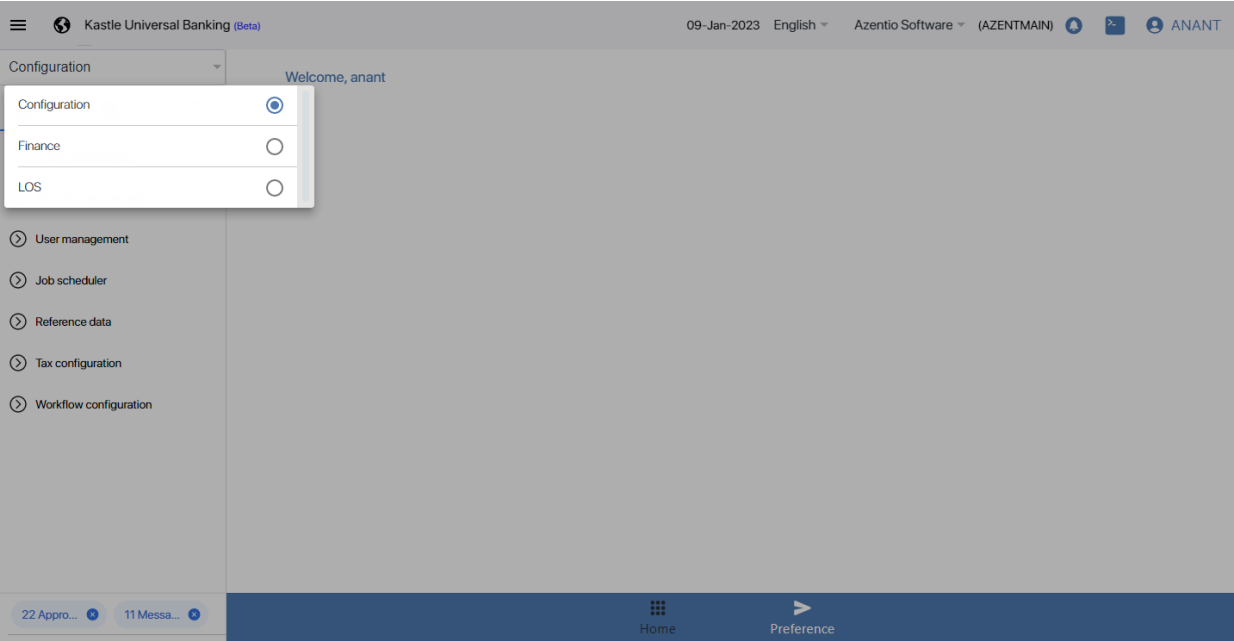 Kastle Universal Banking (Beta)
09-Jan-2023 English Azentio Software (AZENTMAIN) ANANT
Configuration
Welcome, anant
Configuration
Finance
LOS
User management
Job scheduler
Reference data
Tax configuration
Workflow configuration
22 Appro... 11 Messa...
Home Preference